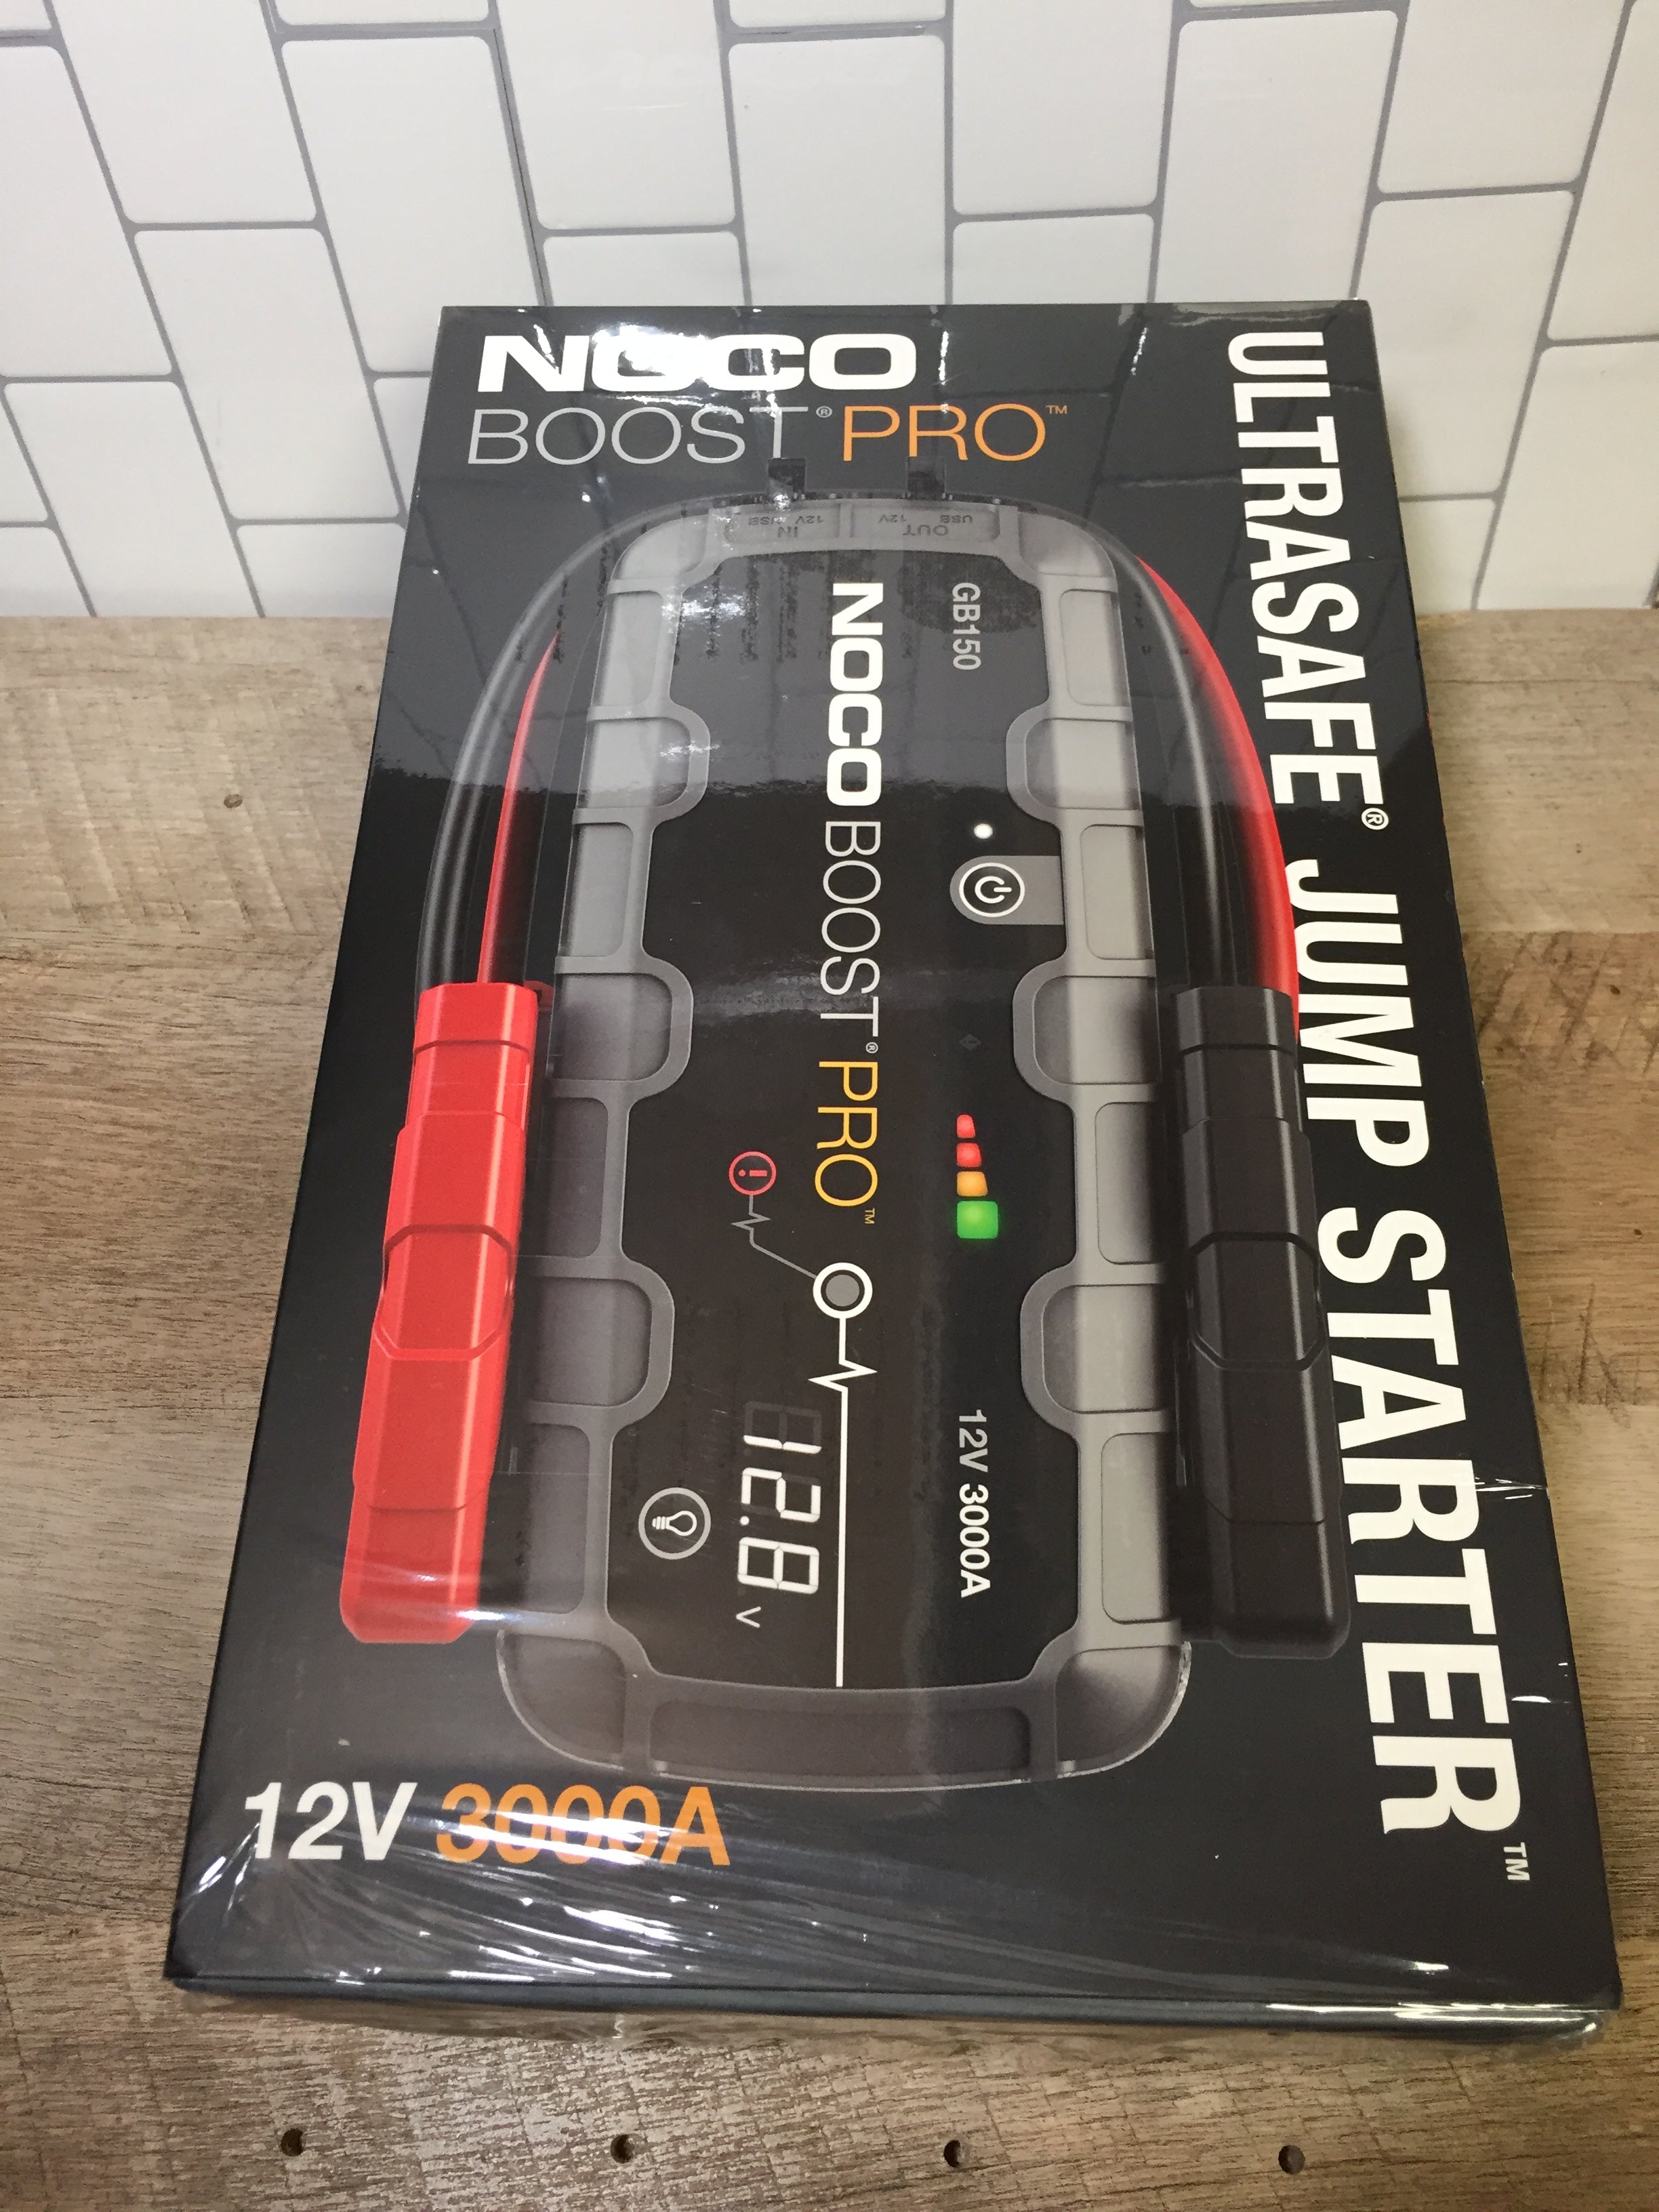 NOCO
BOOST® PRO™
ULTRASAFE® JUMP STARTER™
IN
12V USB
OUT
12V USB
GB150
NOCO BOOST® PRO™
12V 3000A
12.8 V
12V 3000A